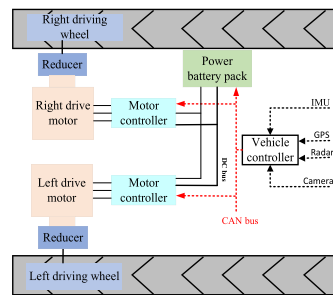 Right driving
wheel
Reducer
Power
battery pack
Right drive
motor
Motor
controller
IMU
GPS
Vehicle
controller
Radar
Camera
DC bus
Left drive
motor
Motor
controller
CAN bus
Reducer
Left driving wheel